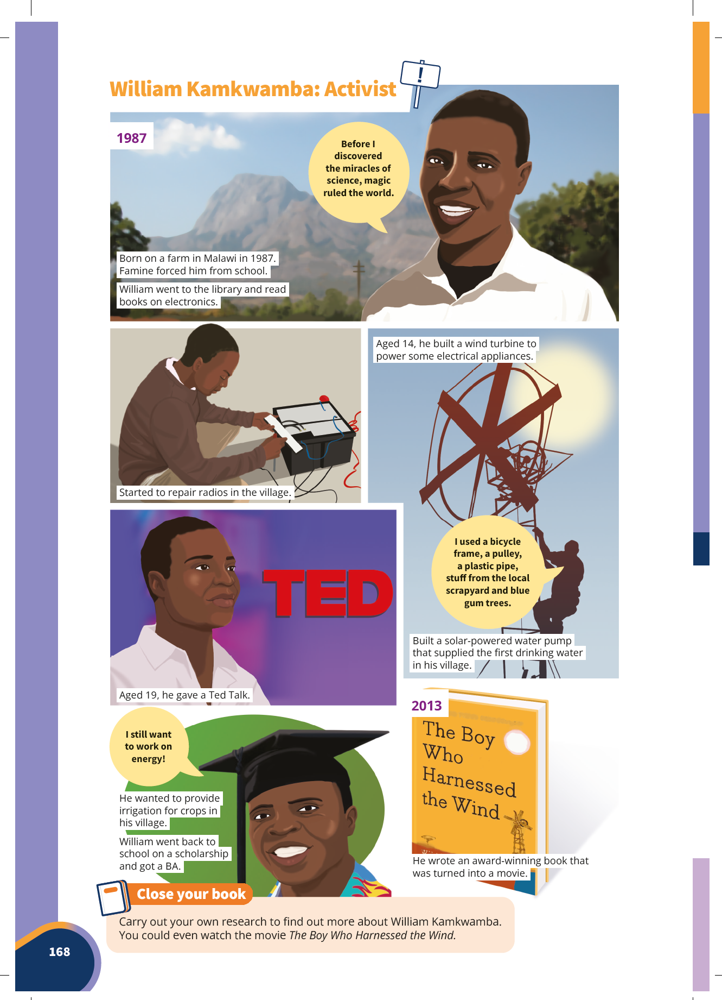 William Kamkwamba: Activist
!
1987
Before I
discovered
the miracles of
science, magic
ruled the world.
Born on a farm in Malawi in 1987.
Famine forced him from school.
William went to the library and read
books on electronics.
Started to repair radios in the village.
Aged 14, he built a wind turbine to
power some electrical appliances.
I used a bicycle
frame, a pulley,
a plastic pipe,
stuff from the local
scrapyard and blue
gum trees.
Built a solar-powered water pump
that supplied the first drinking water
in his village.
TED
Aged 19, he gave a Ted Talk.
I still want
to work on
energy!
He wanted to provide
irrigation for crops in
his village.
William went back to
school on a scholarship
and got a BA.
2013
The Boy
Who
Harnessed
the Wind
He wrote an award-winning book that
was turned into a movie.
Close your book
Carry out your own research to find out more about William Kamkwamba.
You could even watch the movie The Boy Who Harnessed the Wind.
168